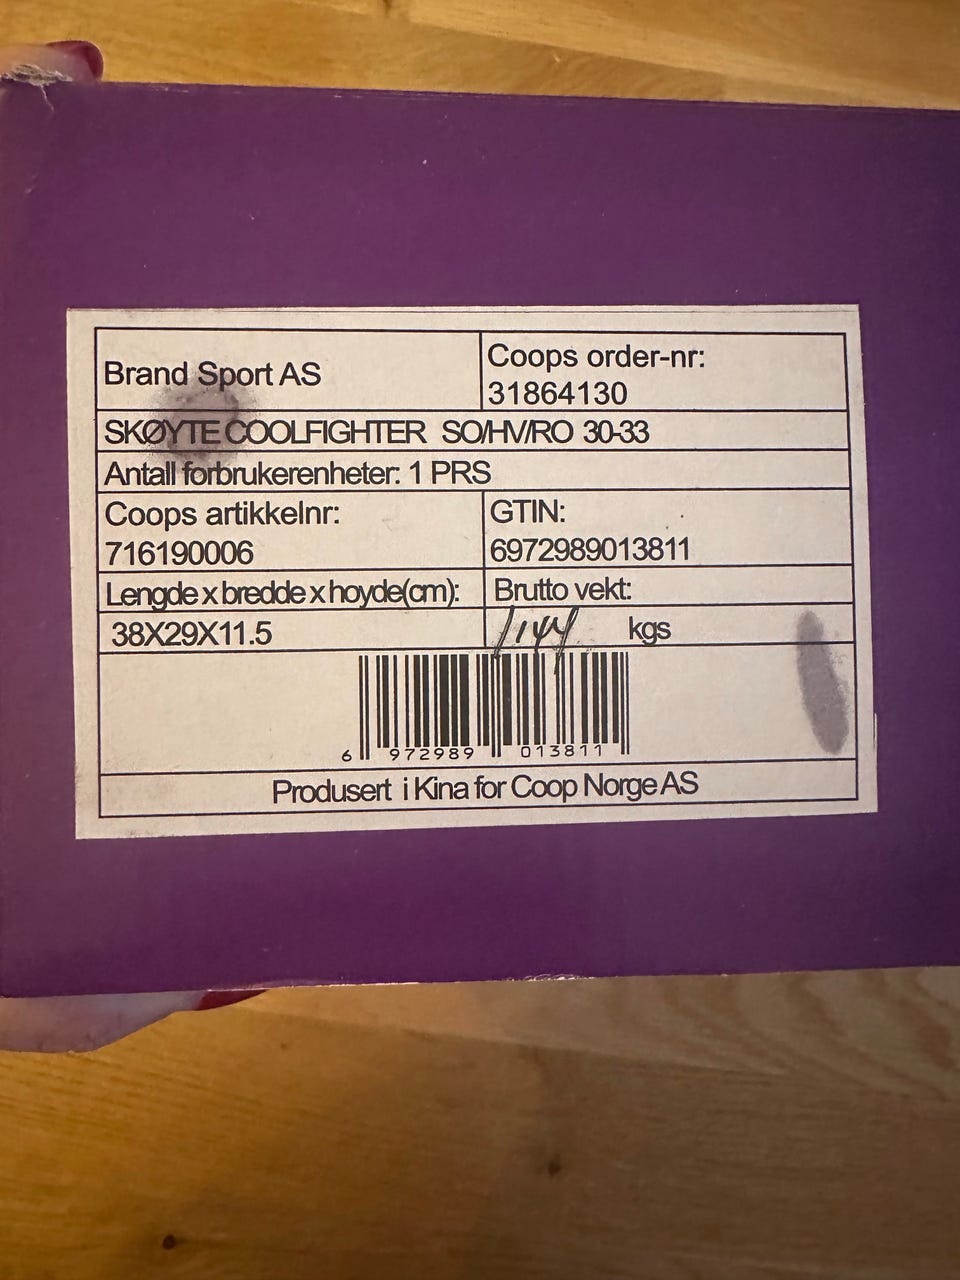 Brand Sport AS
Coops order-nr:
31864130
SKØYTE COOLFIGHTER SO/HV/RO 30-33
Antall forbrukerenheter: 1 PRS
Coops artikkelnr:
716190006
GTIN:
6972989013811
Lengde x bredde x hoyde(cm):
38X29X11.5
Brutto vekt:
1,44 kgs
6 972989 013811
Produsert i Kina for Coop Norge AS